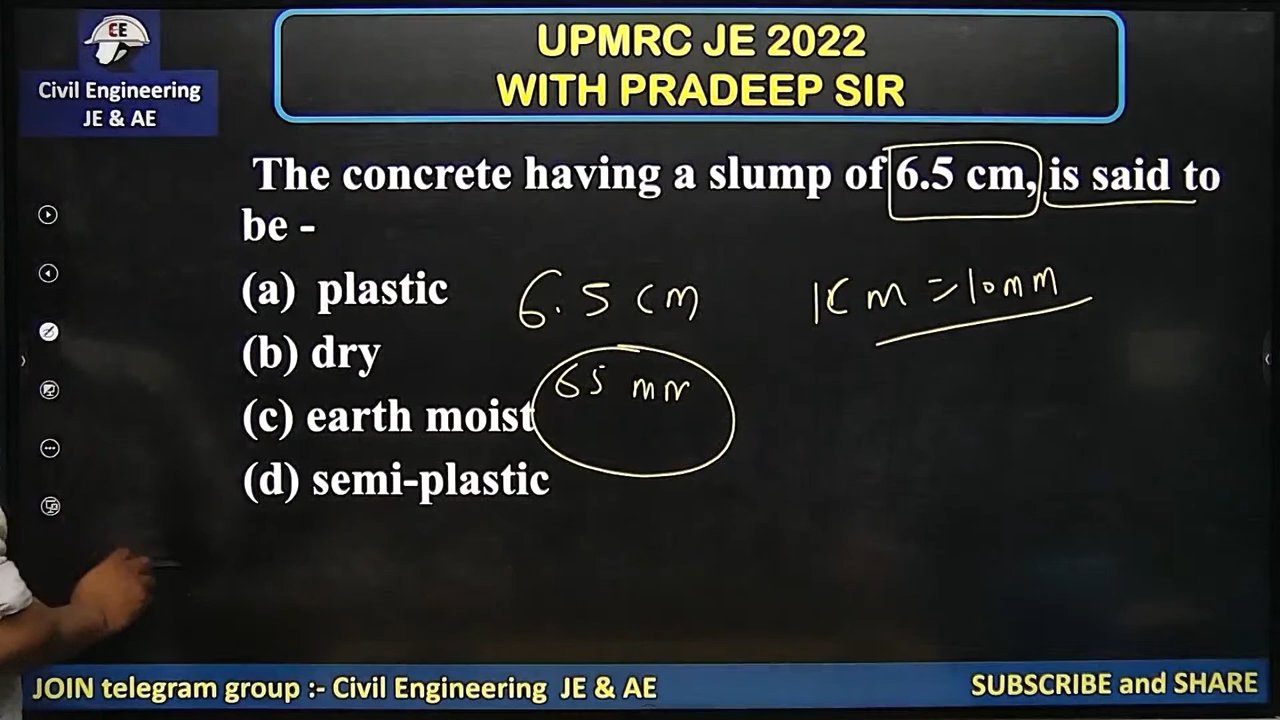 CE
Civil Engineering
JE & AE
UPMRC JE 2022
WITH PRADEEP SIR
The concrete having a slump of 6.5 cm, is said to
be -
(a) plastic
6.5 cm
1cm = 10mm
(b) dry
65 mm
(c) earth moist
(d) semi-plastic
JOIN telegram group :- Civil Engineering JE & AE
SUBSCRIBE and SHARE